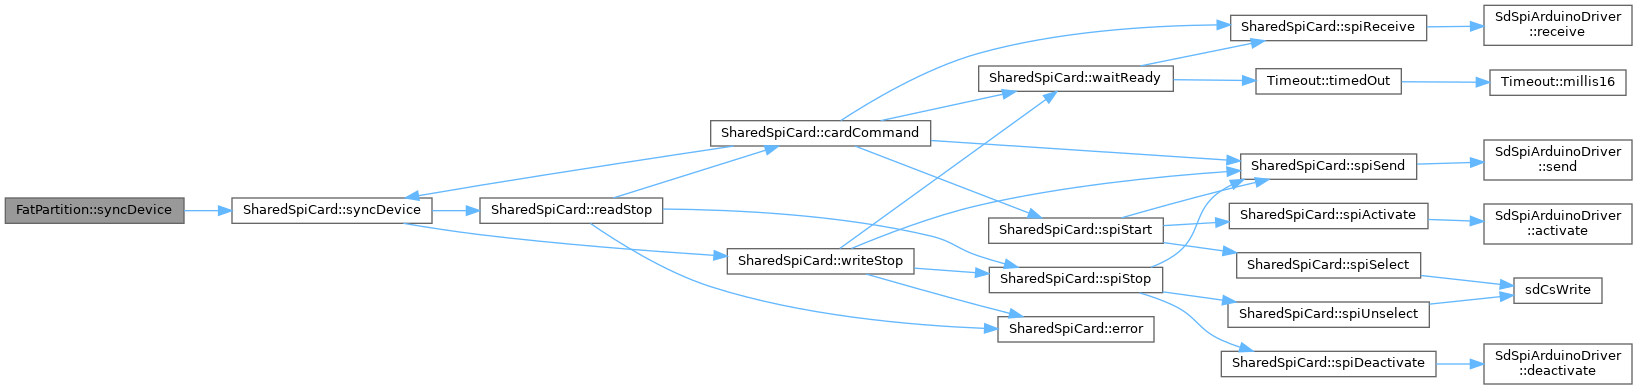 FatPartition::syncDevice
SharedSpiCard::syncDevice
SharedSpiCard::readStop
SharedSpiCard::cardCommand
SharedSpiCard::writeStop
SharedSpiCard::waitReady
SharedSpiCard::spiStart
SharedSpiCard::spiStop
SharedSpiCard::error
SharedSpiCard::spiReceive
Timeout::timedOut
SharedSpiCard::spiSend
SharedSpiCard::spiActivate
SharedSpiCard::spiSelect
SharedSpiCard::spiUnselect
SharedSpiCard::spiDeactivate
SdSpiArduinoDriver
::receive
Timeout::millis16
SdSpiArduinoDriver
::send
SdSpiArduinoDriver
::activate
sdCsWrite
SdSpiArduinoDriver
::deactivate